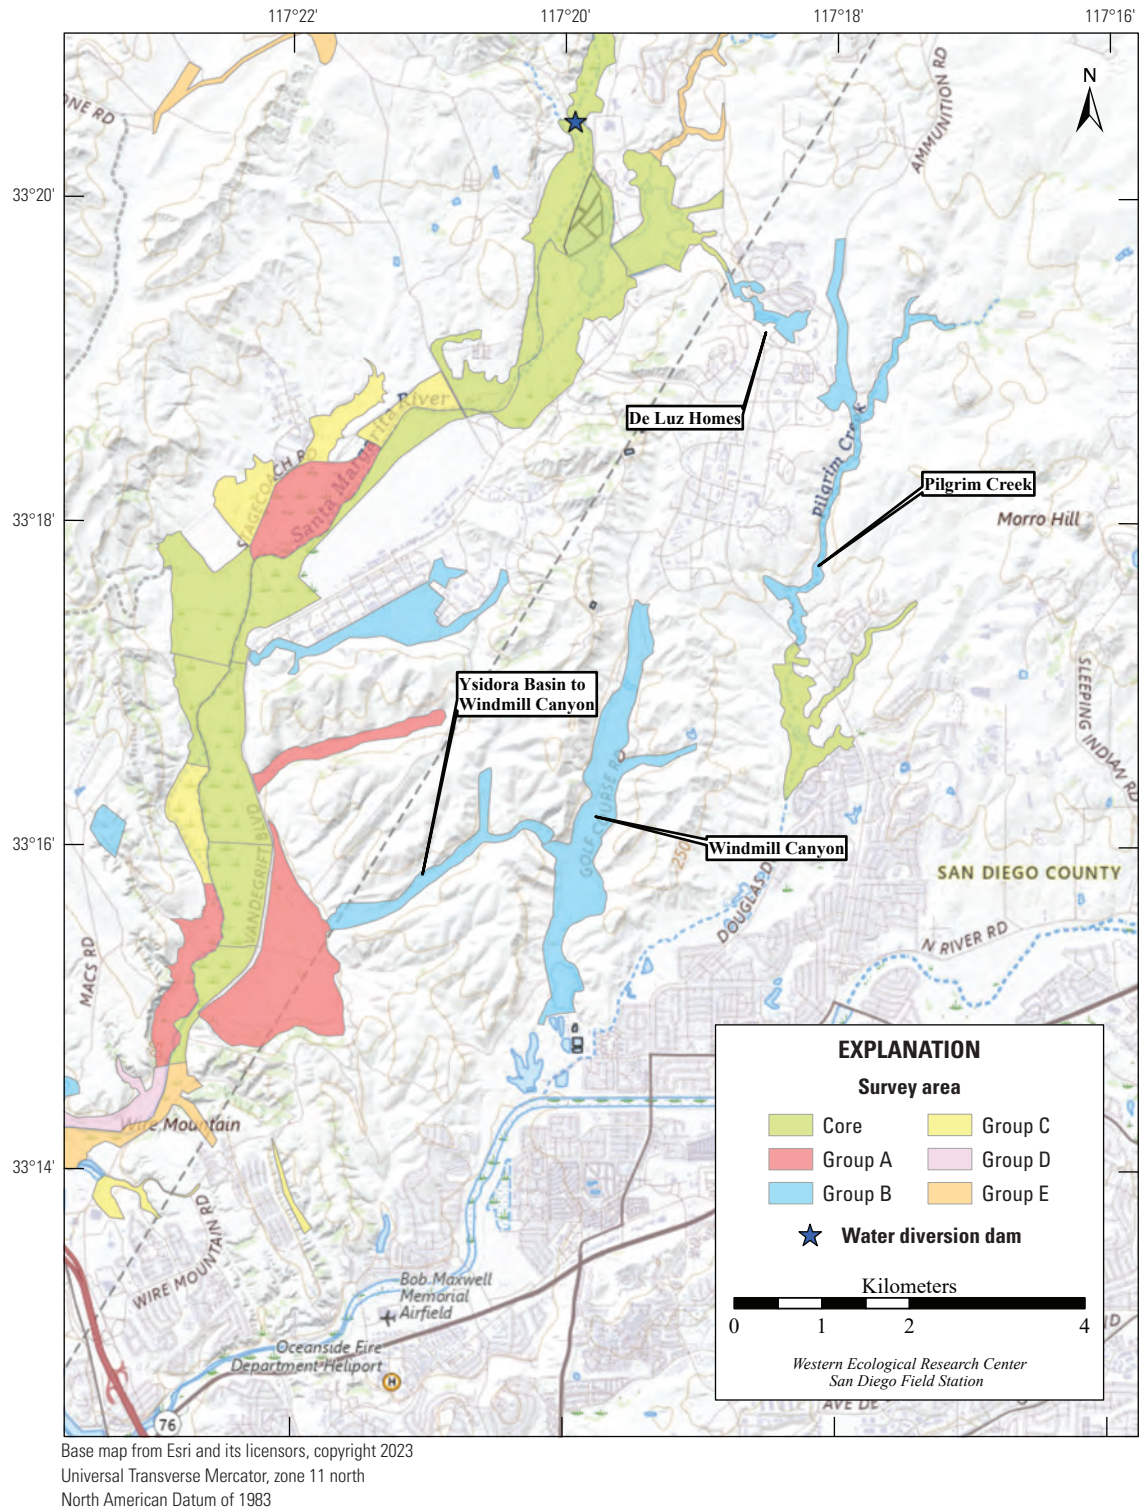 117°22'
117°20'
117°18'
117°16'
N
AMMUNITION RD
ONE RD
33°20'
De Luz Homes
Santa Margarita River
STAGECOACH RD
Pilgrim Creek
Pilgrim Creek
Morro Hill
33°18'
Ysidora Basin to
Windmill Canyon
SLEEPING INDIAN RD
GOLF COURSE RD
VANDEGRIFT BLVD
33°16'
Windmill Canyon
250
SAN DIEGO COUNTY
DOUGLAS D
N RIVER RD
MACS RD
Wire Mountain
33°14'
WIRE MOUNTAIN RD
Bob Maxwell
Memorial
Airfield
Oceanside Fire
Department Heliport
H
76
EXPLANATION
Survey area
Core
Group A
Group B
Group C
Group D
Group E
Water diversion dam
Kilometers
0 1 2 4
Western Ecological Research Center
San Diego Field Station
AVE DE
D
Base map from Esri and its licensors, copyright 2023
Universal Transverse Mercator, zone 11 north
North American Datum of 1983